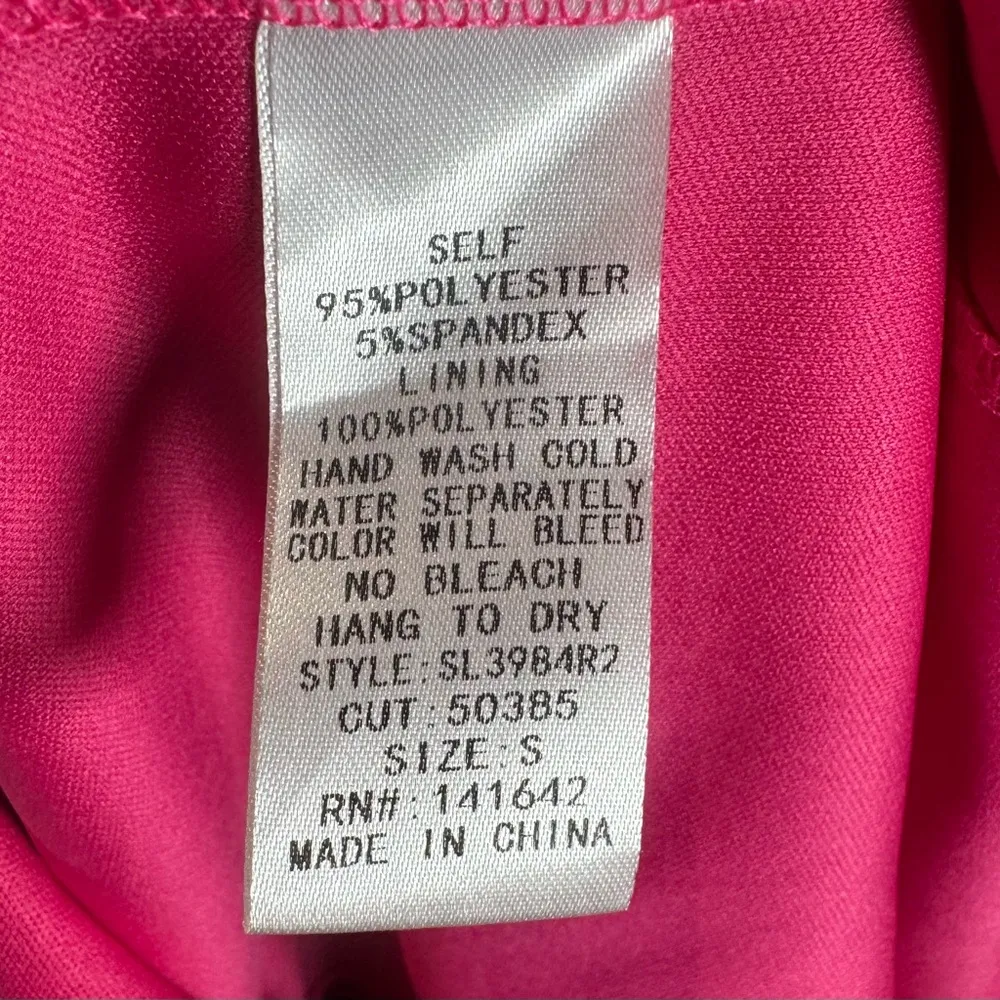 SELF
95%POLYESTER
5%SPANDEX
LINING
100%POLYESTER
HAND WASH COLD
WATER SEPARATELY
COLOR WILL BLEED
NO BLEACH
HANG TO DRY
STYLE:SL3984R2
CUT:50385
SIZE:S
RN#:141642
MADE IN CHINA